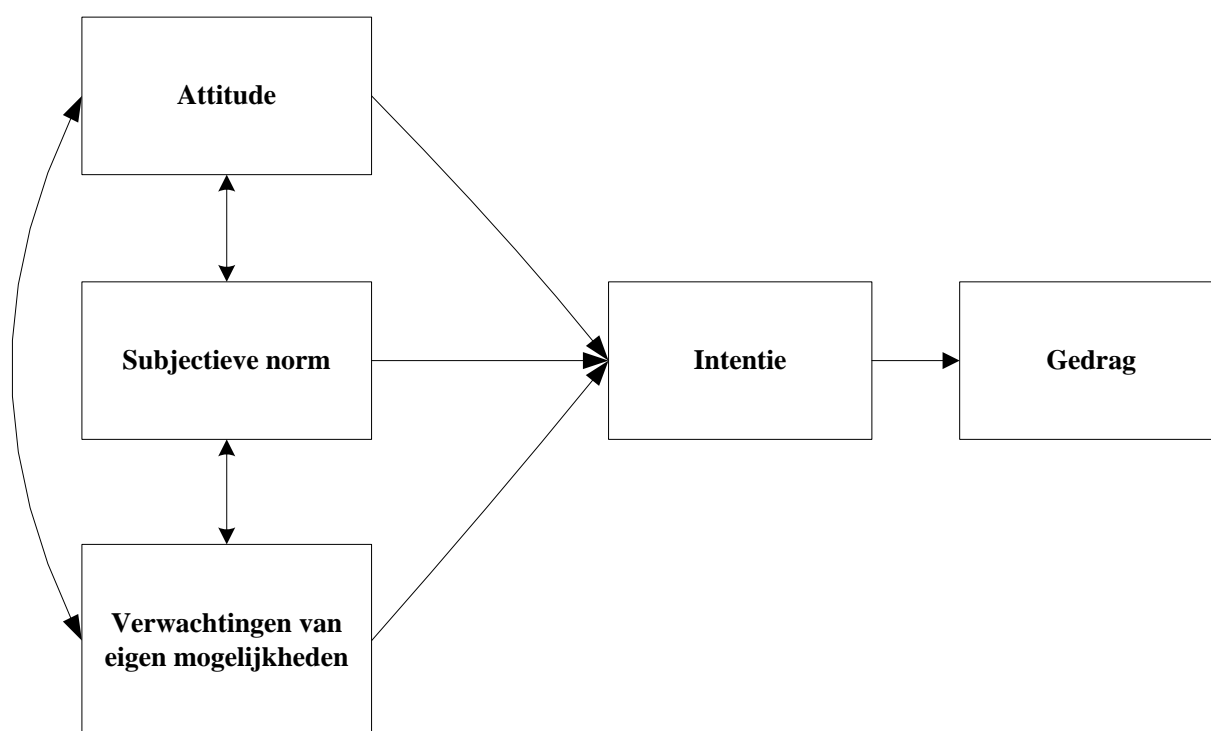 Attitude
Subjectieve norm
Intentie
Gedrag
Verwachtingen van
eigen mogelijkheden